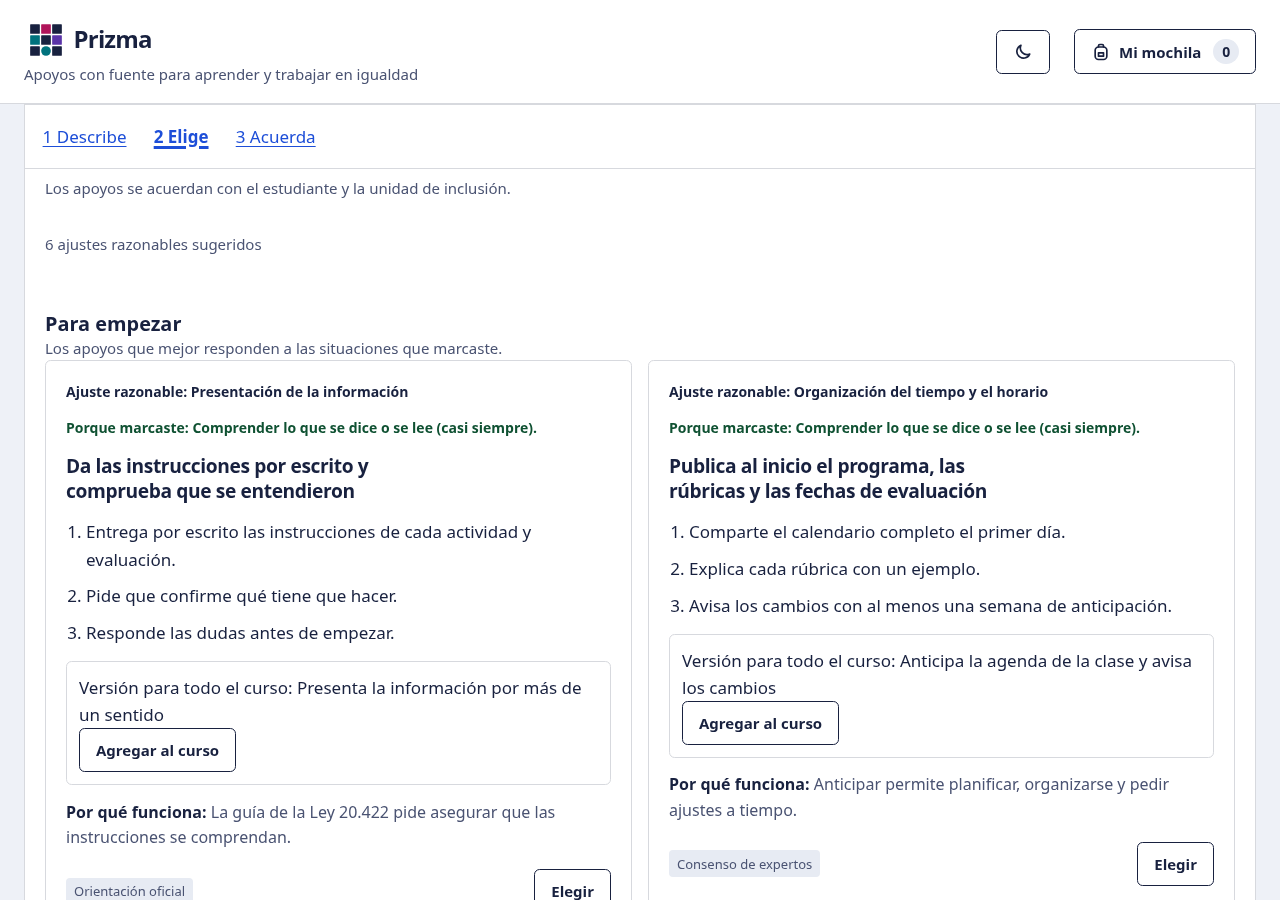 Prizma
Apoyos con fuente para aprender y trabajar en igualdad
Mi mochila 0
1 Describe 2 Elige 3 Acuerda
Los apoyos se acuerdan con el estudiante y la unidad de inclusión.
6 ajustes razonables sugeridos
Para empezar
Los apoyos que mejor responden a las situaciones que marcaste.
Ajuste razonable: Presentación de la información
Porque marcaste: Comprender lo que se dice o se lee (casi siempre).
Da las instrucciones por escrito y
comprueba que se entendieron
1. Entrega por escrito las instrucciones de cada actividad y
evaluación.
2. Pide que confirme qué tiene que hacer.
3. Responde las dudas antes de empezar.
Versión para todo el curso: Presenta la información por más de
un sentido
Agregar al curso
Por qué funciona: La guía de la Ley 20.422 pide asegurar que las
instrucciones se comprendan.
Orientación oficial
Elegir
Ajuste razonable: Organización del tiempo y el horario
Porque marcaste: Comprender lo que se dice o se lee (casi siempre).
Publica al inicio el programa, las
rúbricas y las fechas de evaluación
1. Comparte el calendario completo el primer día.
2. Explica cada rúbrica con un ejemplo.
3. Avisa los cambios con al menos una semana de anticipación.
Versión para todo el curso: Anticipa la agenda de la clase y avisa
los cambios
Agregar al curso
Por qué funciona: Anticipar permite planificar, organizarse y pedir
ajustes a tiempo.
Consenso de expertos
Elegir